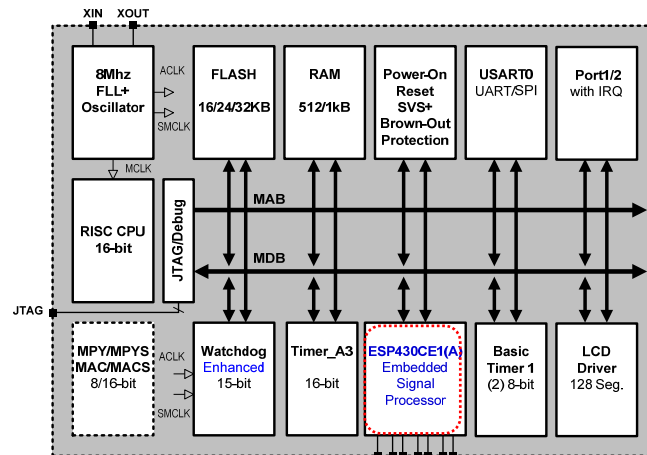 XIN XOUT
8Mhz
FLL+
Oscillator
ACLK
SMCLK
FLASH
16/24/32KB
RAM
512/1kB
Power-On
Reset
SVS+
Brown-Out
Protection
USART0
UART/SPI
Port1/2
with IRQ
MCLK
RISC CPU
16-bit
JTAG/Debug
MAB
MDB
JTAG
MPY/MPYS
MAC/MACS
8/16-bit
ACLK
SMCLK
Watchdog
Enhanced
15-bit
Timer_A3
16-bit
ESP430CE1(A)
Embedded
Signal
Processor
Basic
Timer 1
(2) 8-bit
LCD
Driver
128 Seg.